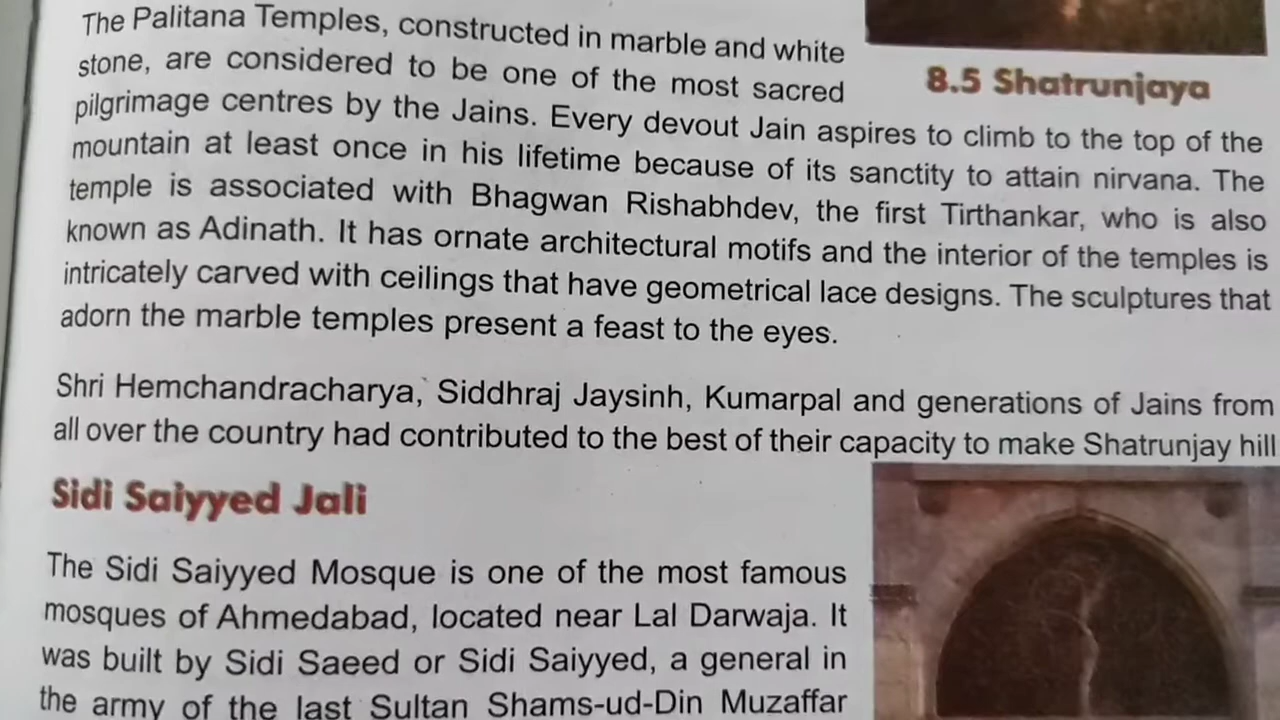 The Palitana Temples, constructed in marble and white
stone, are considered to be one of the most sacred
8.5 Shatrunjaya
pilgrimage centres by the Jains. Every devout Jain aspires to climb to the top of the
mountain at least once in his lifetime because of its sanctity to attain nirvana. The
temple is associated with Bhagwan Rishabhdev, the first Tirthankar, who is also
known as Adinath. It has ornate architectural motifs and the interior of the temples is
intricately carved with ceilings that have geometrical lace designs. The sculptures that
adorn the marble temples present a feast to the eyes.
Shri Hemchandracharya, Siddhraj Jaysinh, Kumarpal and generations of Jains from
all over the country had contributed to the best of their capacity to make Shatrunjay hill
Sidi Saiyyed Jali
The Sidi Saiyyed Mosque is one of the most famous
mosques of Ahmedabad, located near Lal Darwaja. It
was built by Sidi Saeed or Sidi Saiyyed, a general in
the army of the last Sultan Shams-ud-Din Muzaffar